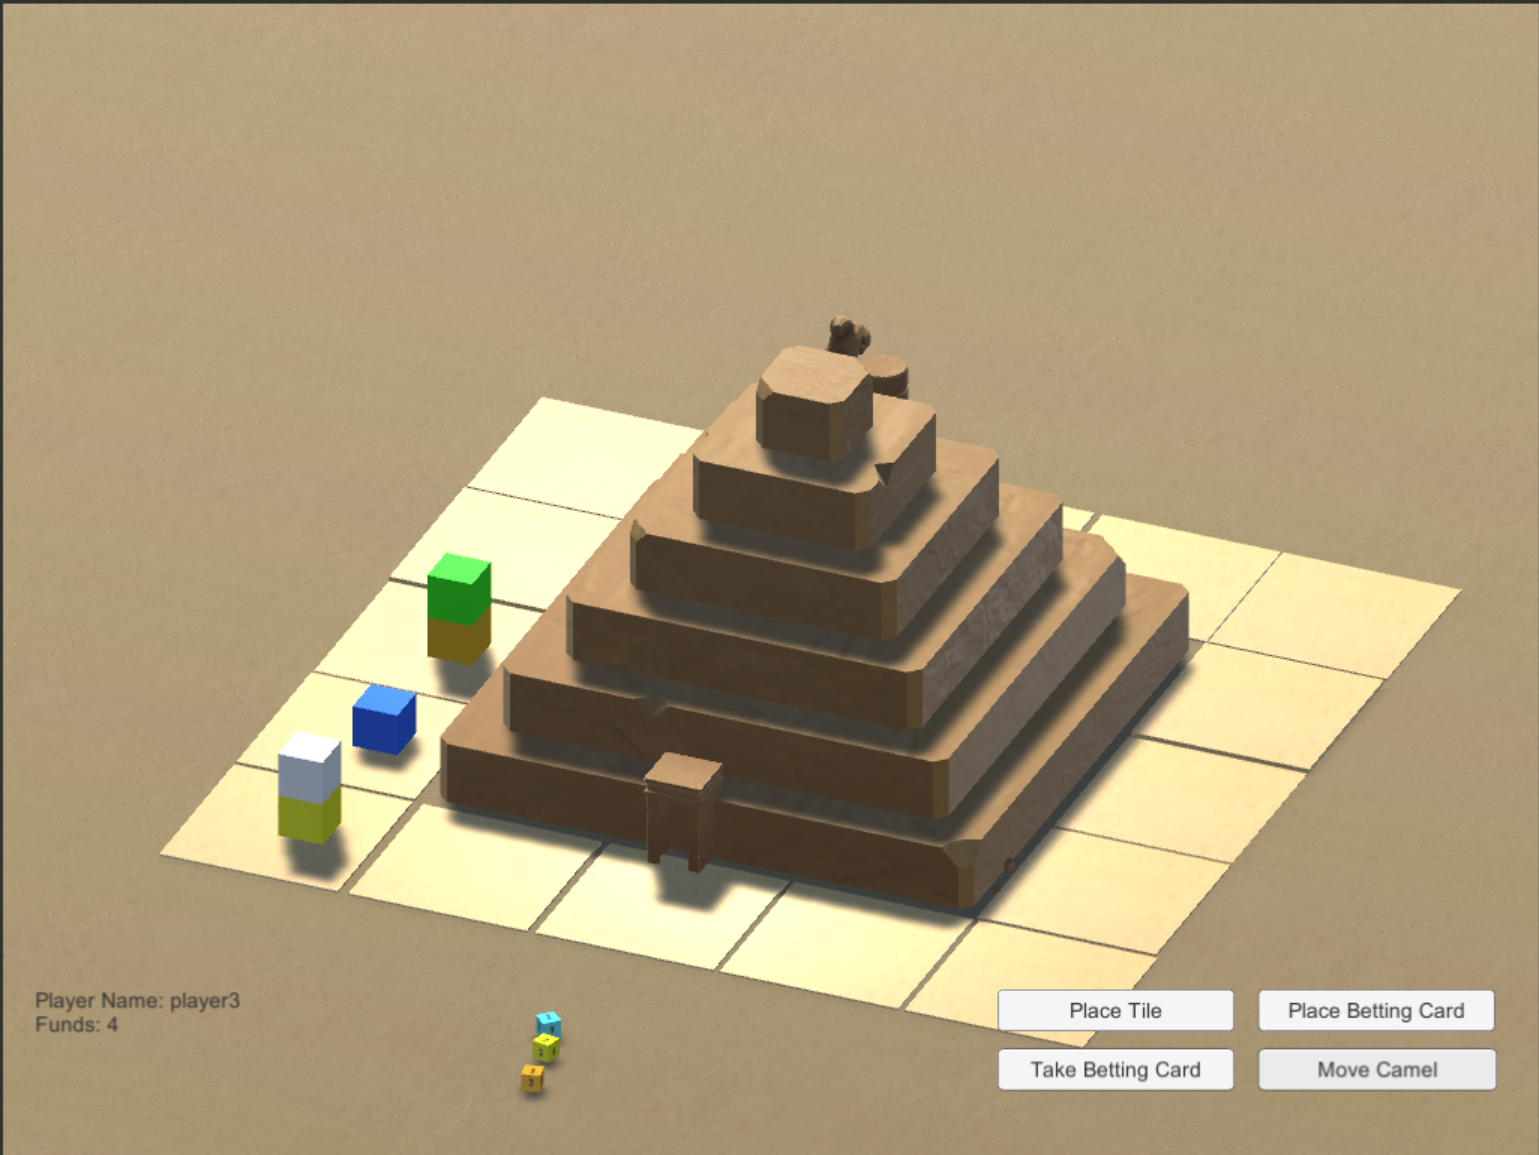 Player Name: player3
Funds: 4
Place Tile
Place Betting Card
Take Betting Card
Move Camel